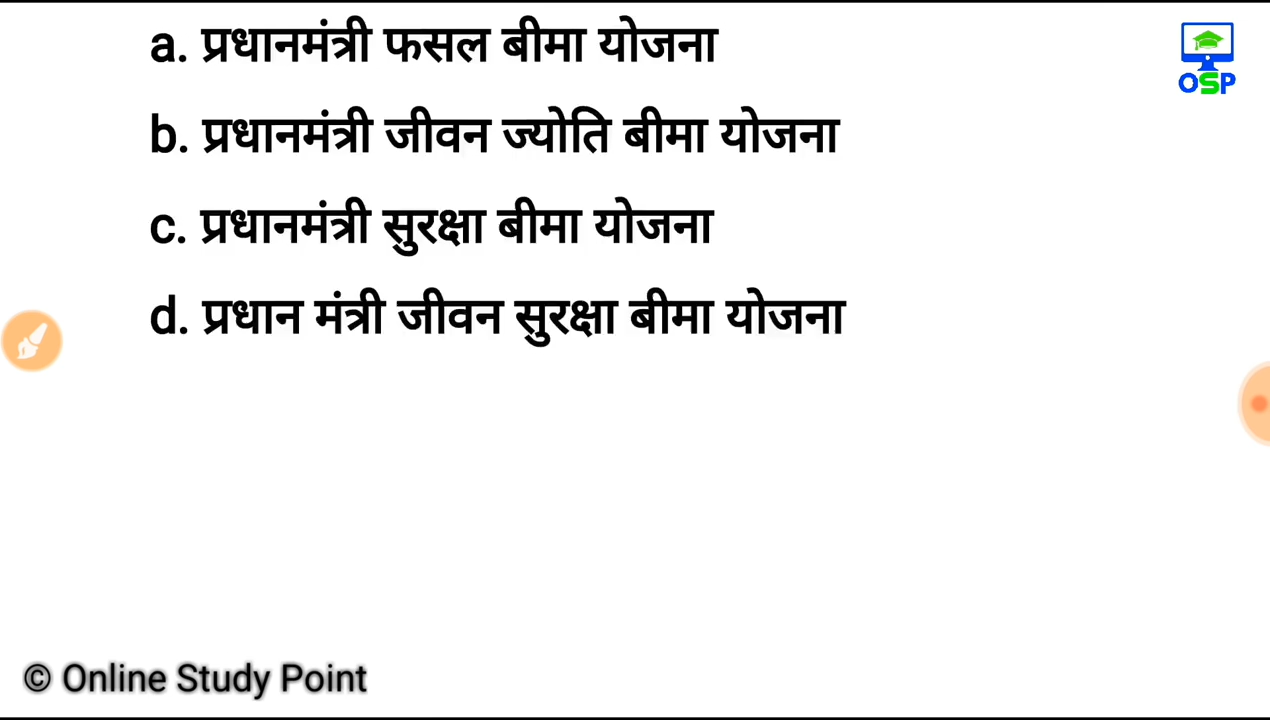 a. प्रधानमंत्री फसल बीमा योजना
OSP
b. प्रधानमंत्री जीवन ज्योति बीमा योजना
c. प्रधानमंत्री सुरक्षा बीमा योजना
d. प्रधान मंत्री जीवन सुरक्षा बीमा योजना
© Online Study Point